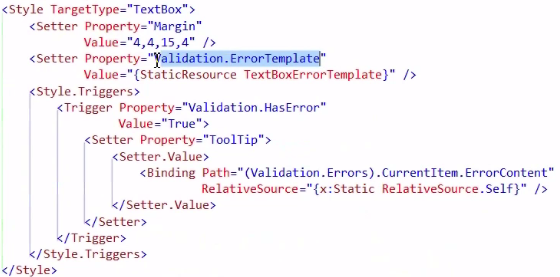 <Style TargetType="TextBox">
<Setter Property="Margin"
Value="4,4,15,4" />
<Setter Property="Validation.ErrorTemplate"
Value="{StaticResource TextBoxErrorTemplate}" />
<Style.Triggers>
<Trigger Property="Validation.HasError"
Value="True">
<Setter Property="ToolTip">
<Setter.Value>
<Binding Path="(Validation.Errors).CurrentItem.ErrorContent"
RelativeSource="{x:Static RelativeSource.Self}" />
</Setter.Value>
</Setter>
</Trigger>
</Style.Triggers>
</Style>